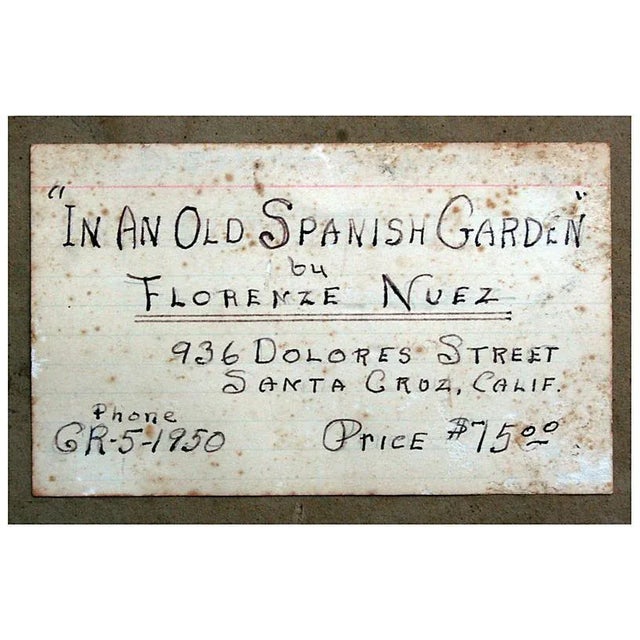 "IN AN OLD SPANISH GARDEN"
by
FLORENZE NUEZ
936 DOLORES STREET
SANTA CRUZ, CALIF.
Phone
GR-5-1950 PRICE $75.00